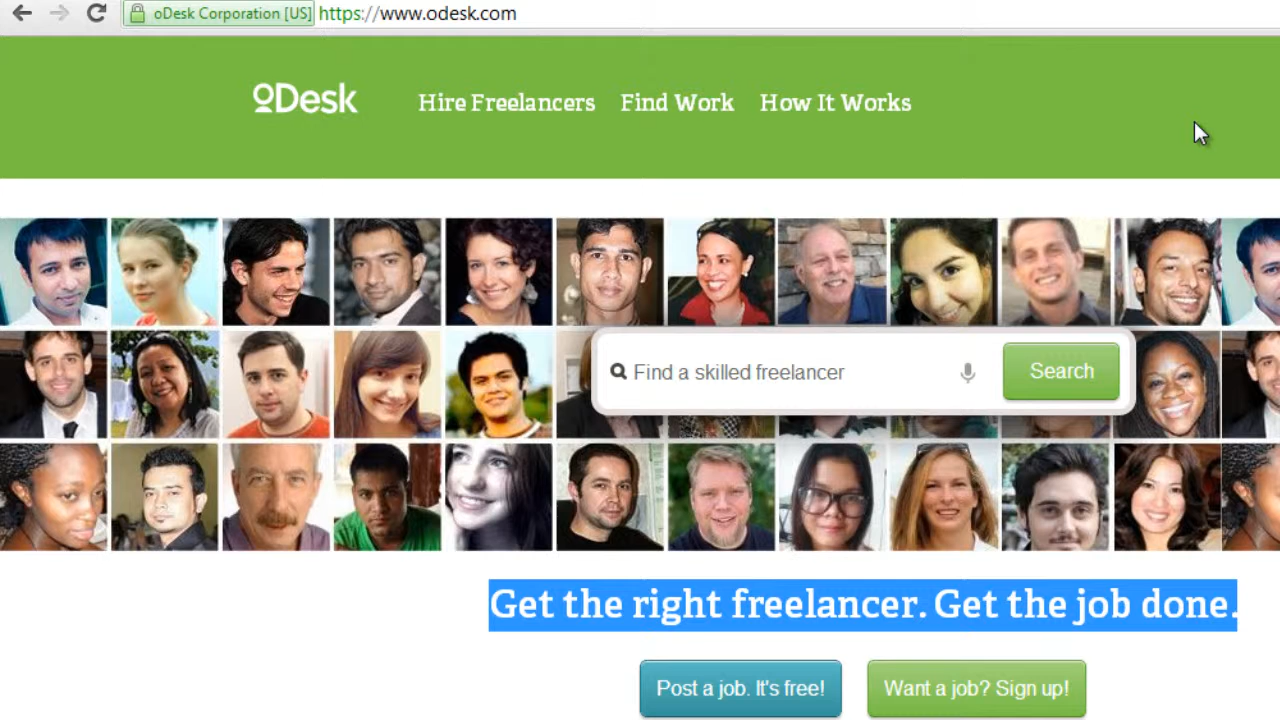 oDesk Corporation [US] https://www.odesk.com
oDesk Hire Freelancers Find Work How It Works
Find a skilled freelancer Search
Get the right freelancer. Get the job done.
Post a job. It's free! Want a job? Sign up!